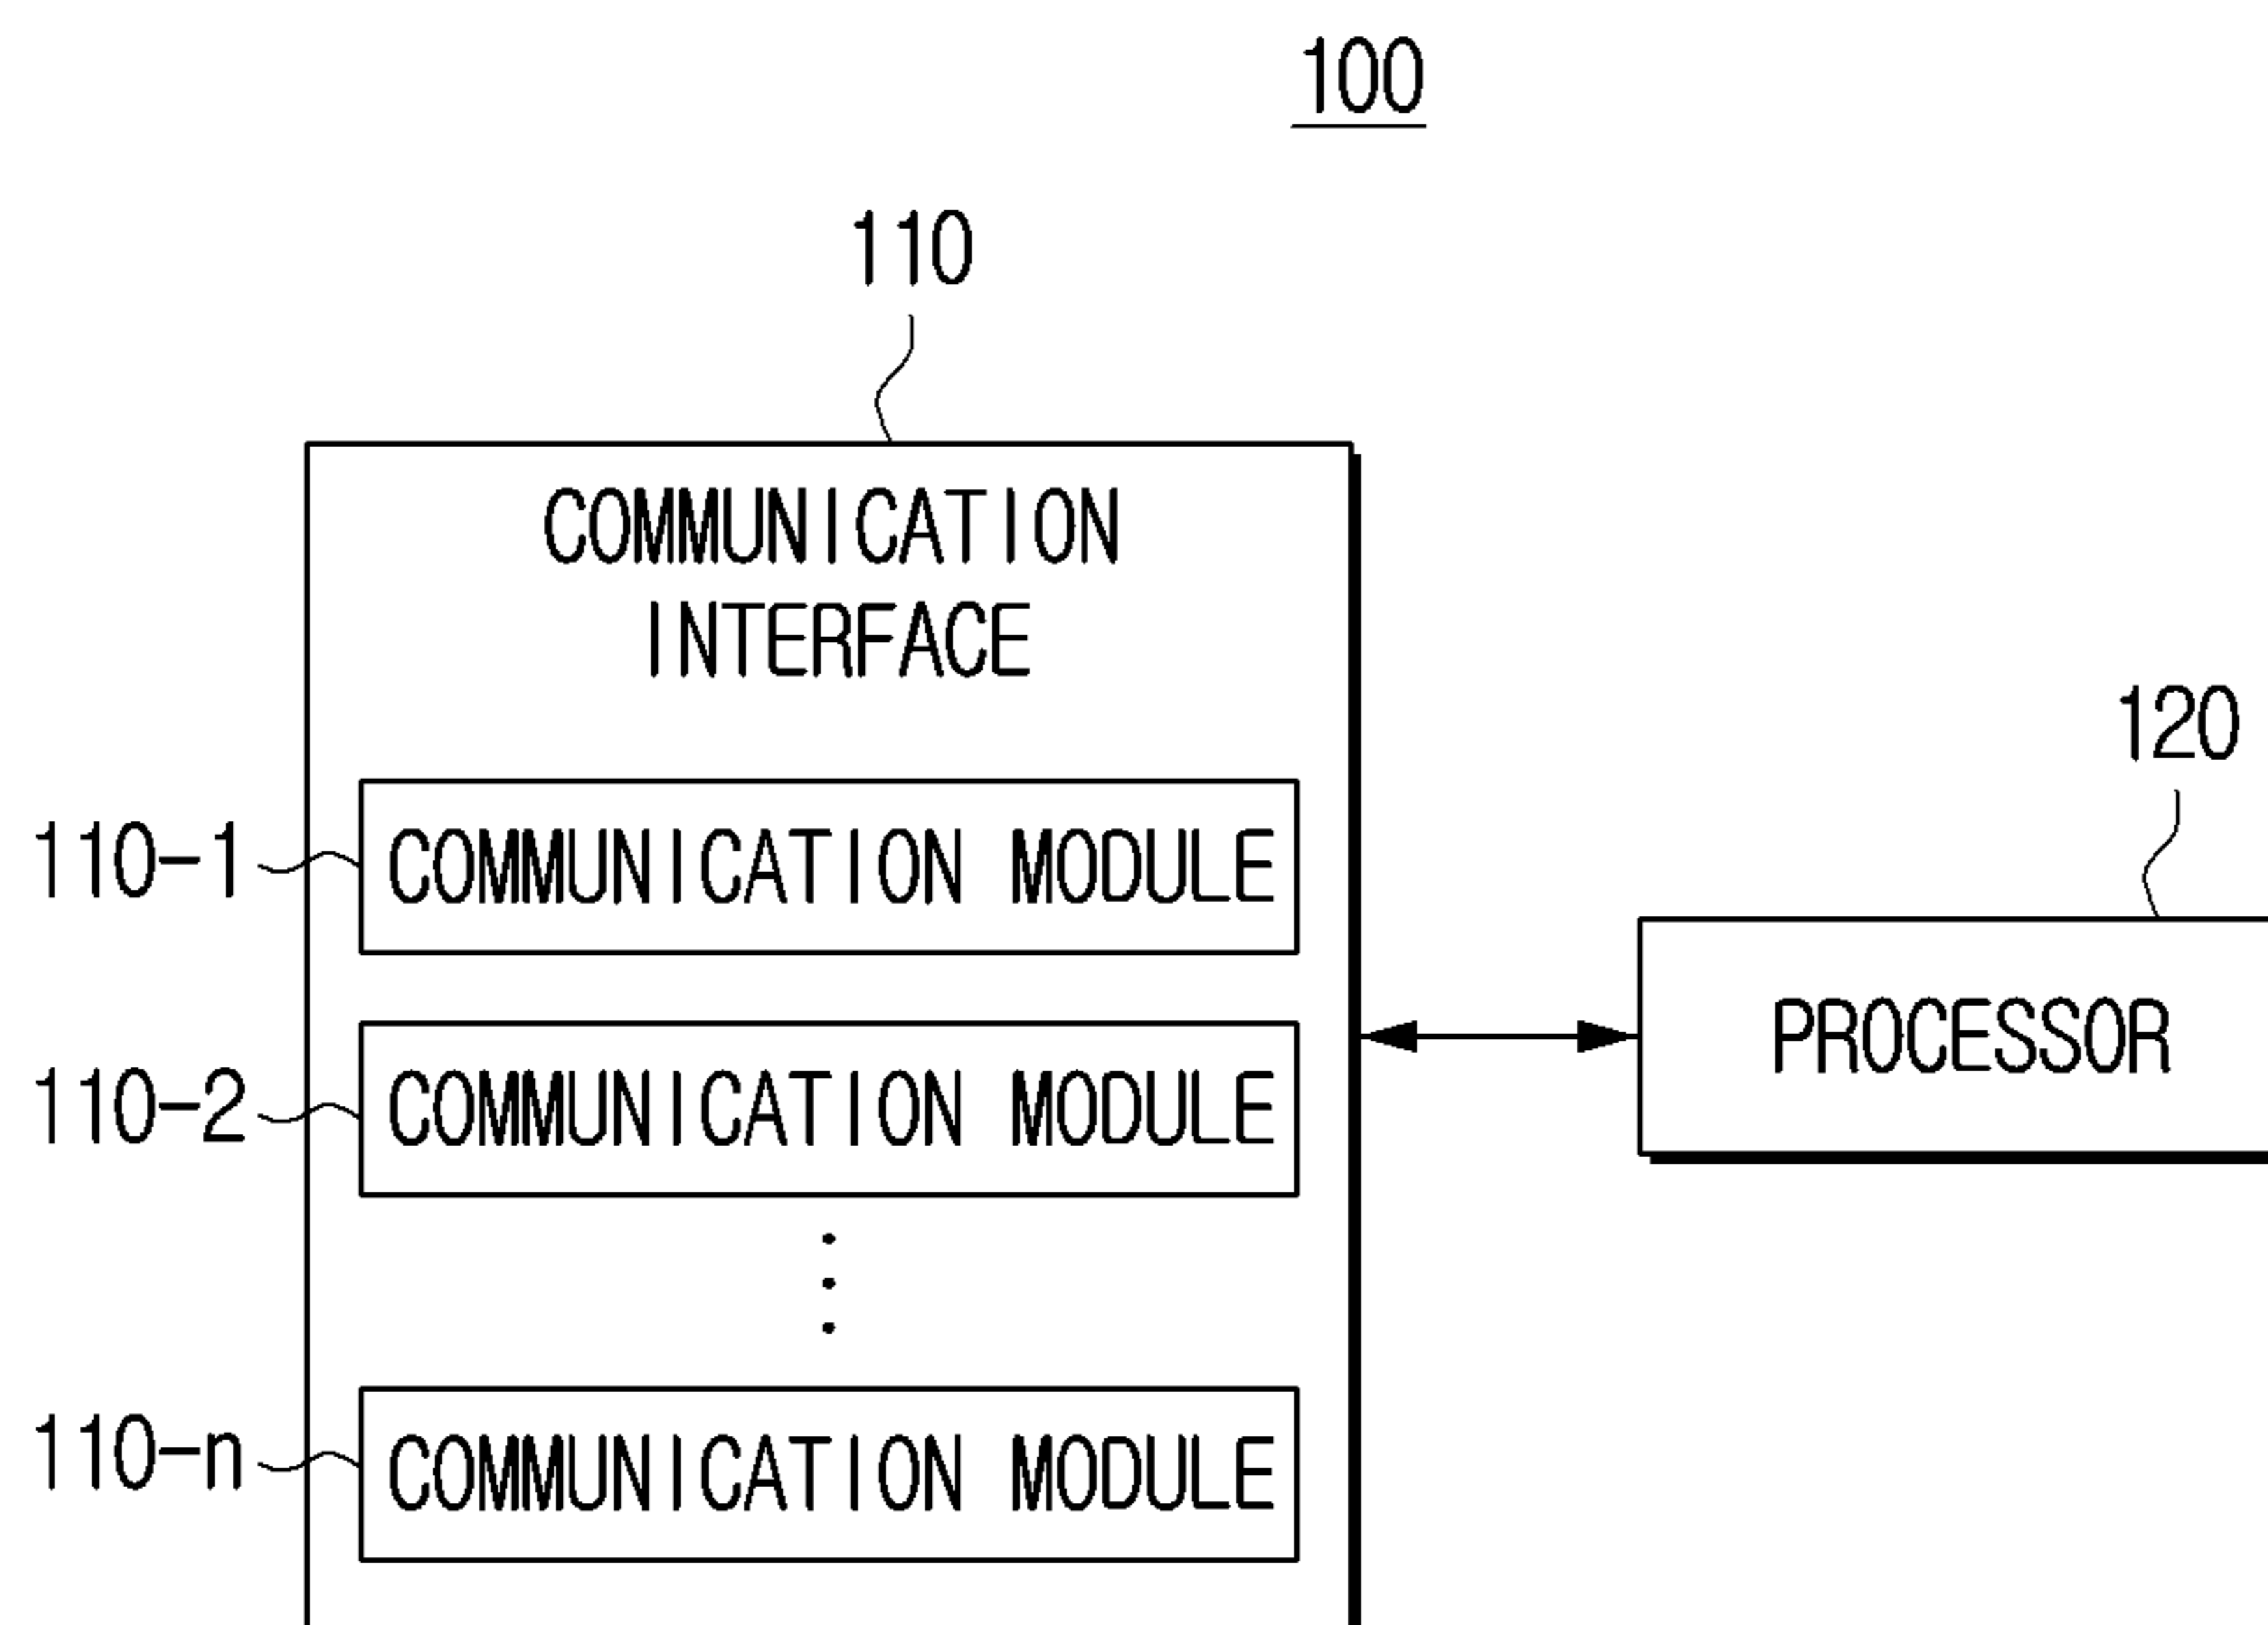 100
110
COMMUNICATION
INTERFACE
120
110-1
COMMUNICATION MODULE
PROCESSOR
110-2
COMMUNICATION MODULE
110-n
COMMUNICATION MODULE